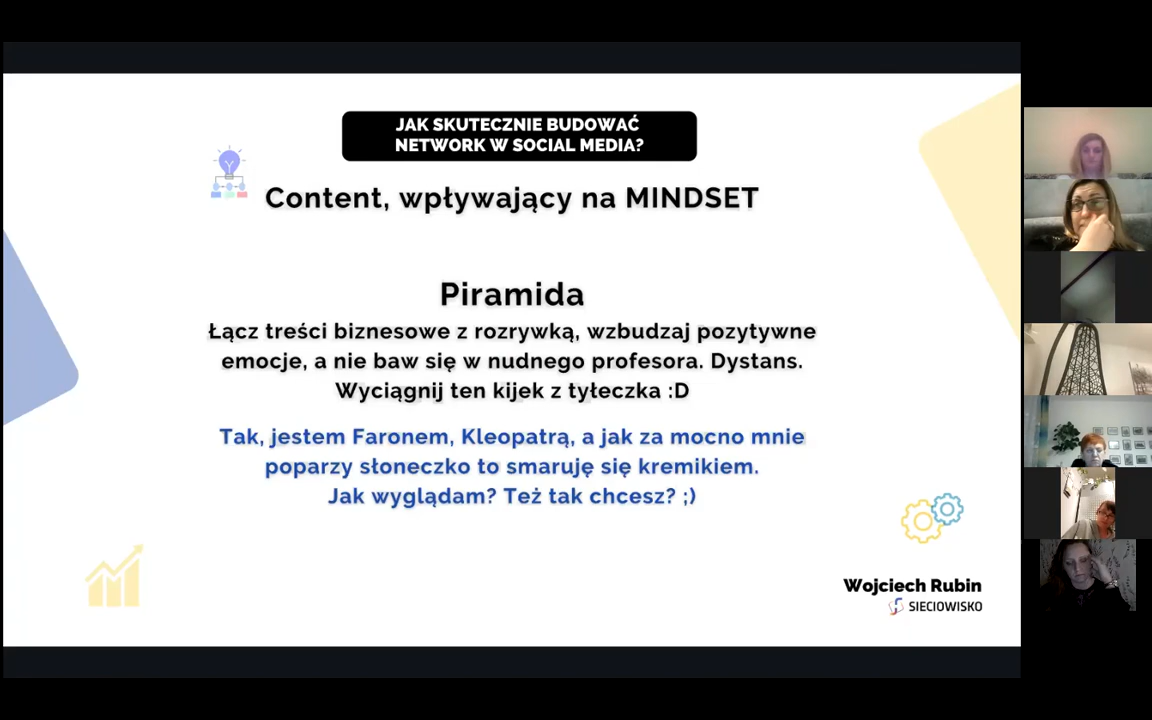 JAK SKUTECZNIE BUDOWAĆ
NETWORK W SOCIAL MEDIA?
Content, wpływający na MINDSET
Piramida
Łącz treści biznesowe z rozrywką, wzbudzaj pozytywne
emocje, a nie baw się w nudnego profesora. Dystans.
Wyciągnij ten kijek z tyłeczka :D
Tak, jestem Faronem, Kleopatrą, a jak za mocno mnie
poparzy słoneczko to smaruję się kremikiem.
Jak wyglądam? Też tak chcesz? ;)
Wojciech Rubin
SIECIOWISKO